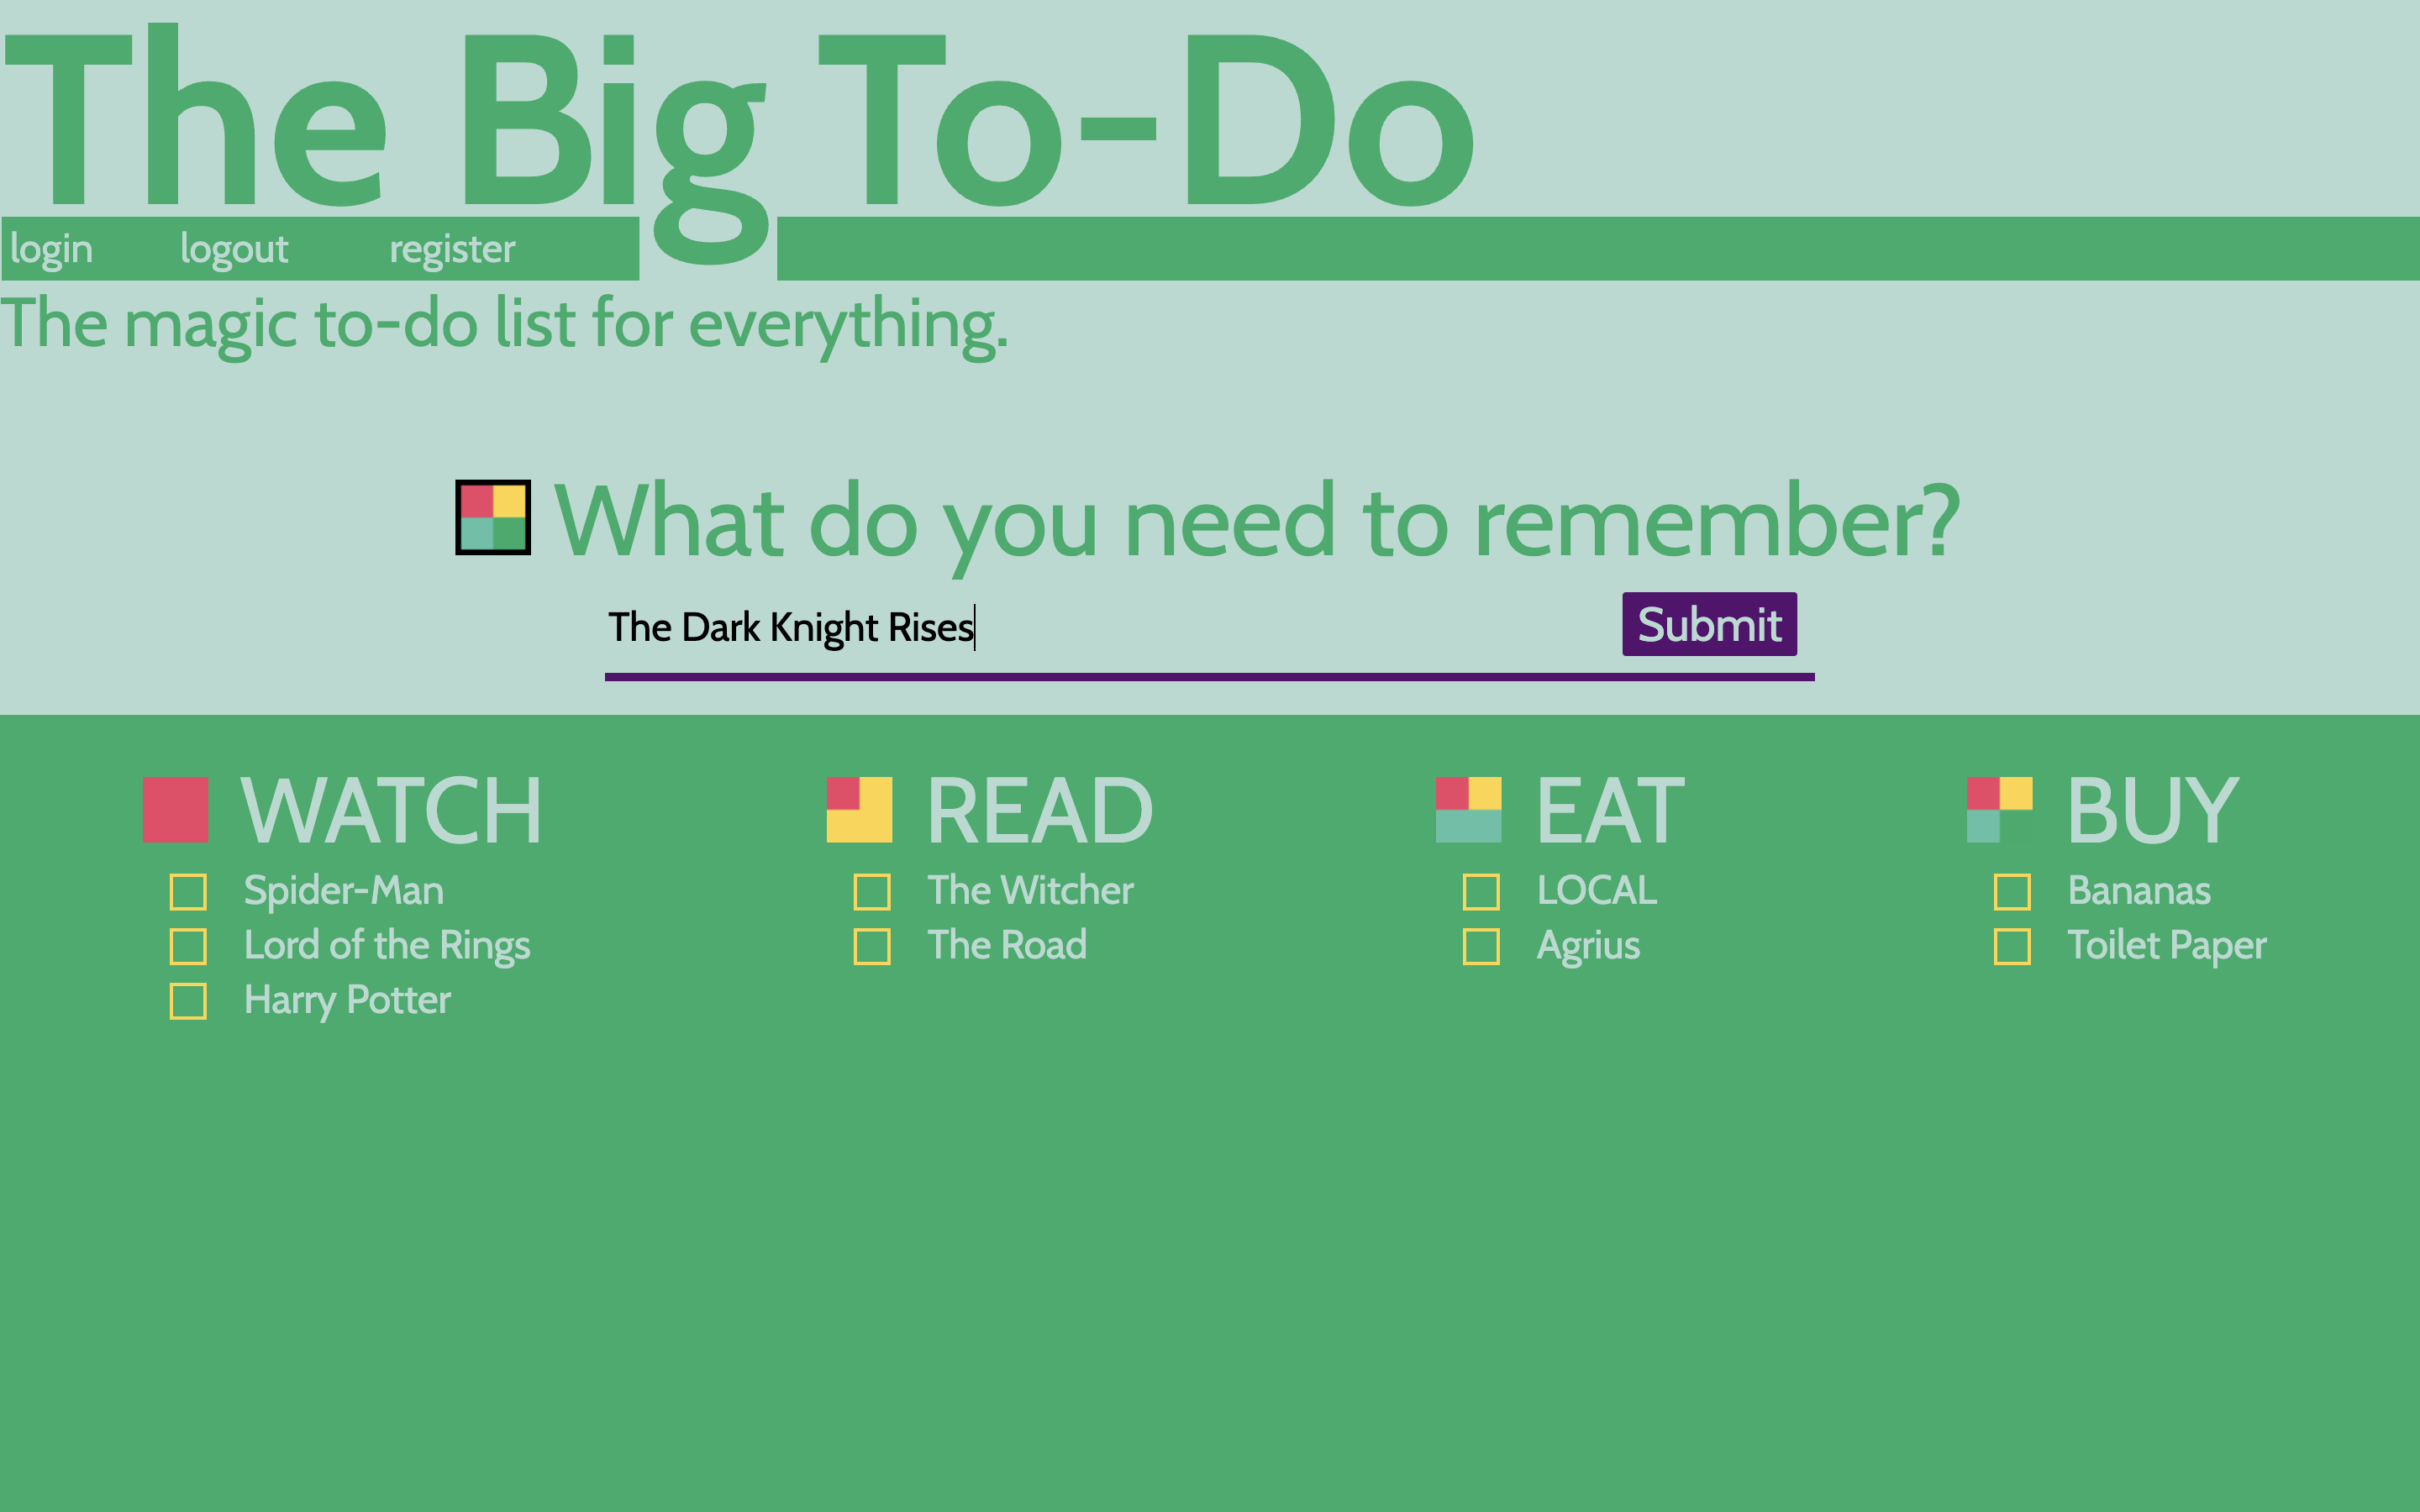 The Big To-Do
login logout register
The magic to-do list for everything.
What do you need to remember?
The Dark Knight Rises
Submit
WATCH
Spider-Man
Lord of the Rings
Harry Potter
READ
The Witcher
The Road
EAT
LOCAL
Agrius
BUY
Bananas
Toilet Paper